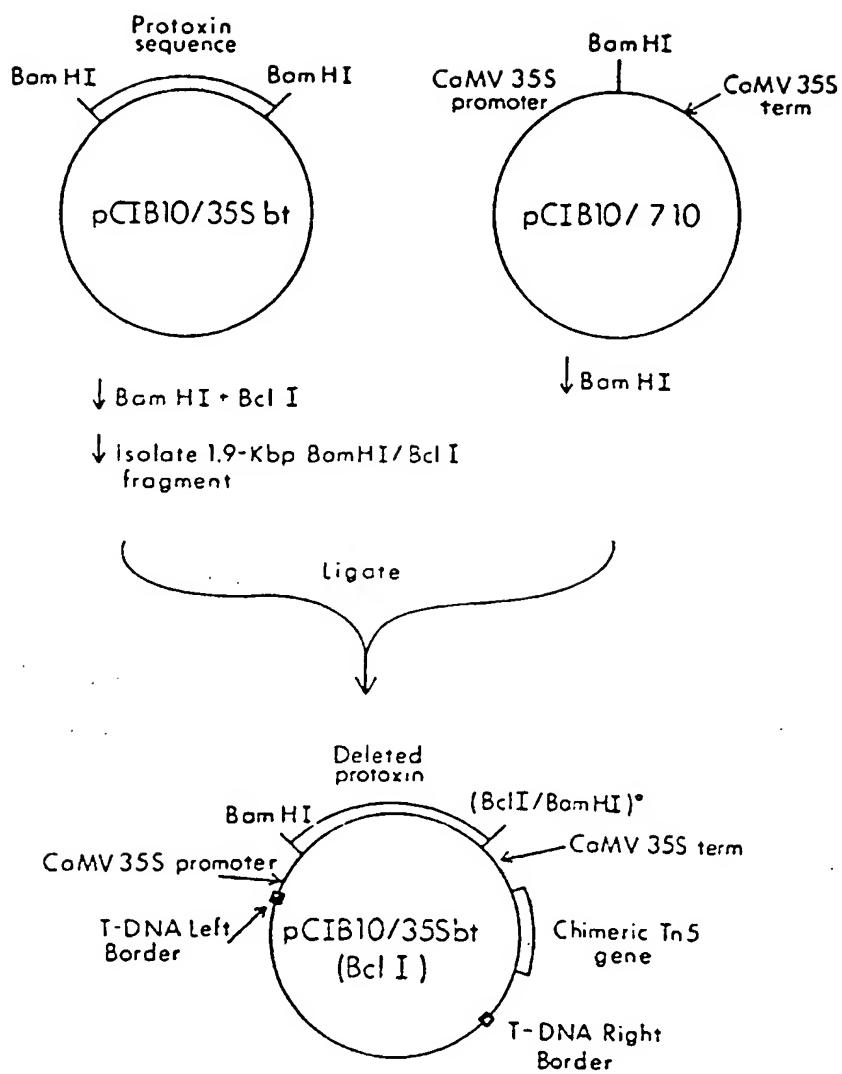 Protoxin
sequence
Bam HI
Bam HI
pCIB10/35S bt
Bam HI
CaMV 35S
promoter
CaMV 35S
term
pCIB10/ 710
↓ Bam HI + Bcl I
↓ Isolate 1.9-Kbp BamHI/Bcl I
fragment
↓ Bam HI
Ligate
Deleted
protoxin
Bam HI
(BclI/BamHI)°
CaMV 35S promoter
CaMV 35S term
T-DNA Left
Border
pCIB10/35Sbt
(Bcl I)
Chimeric Tn5
gene
T-DNA Right
Border